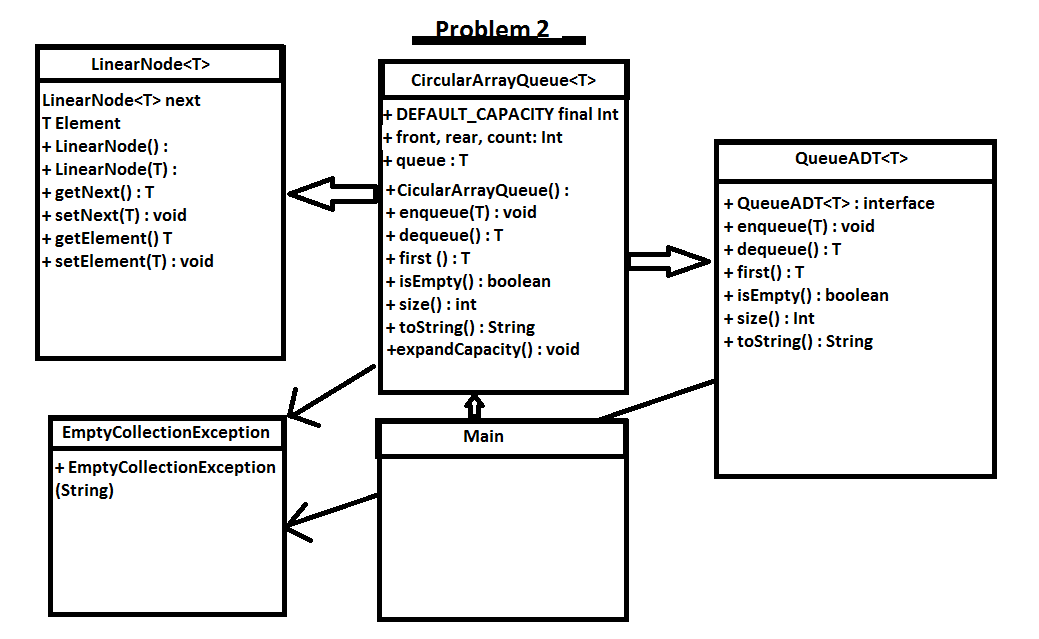 Problem 2
LinearNode<T>
LinearNode<T> next
T Element
+ LinearNode() :
+ LinearNode(T) :
+ getNext() : T
+ setNext(T) : void
+ getElement() T
+ setElement(T) : void
CircularArrayQueue<T>
+ DEFAULT_CAPACITY final Int
+ front, rear, count: Int
+ queue : T
+CicularArrayQueue() :
+ enqueue(T) : void
+ dequeue() : T
+ first () : T
+ isEmpty() : boolean
+ size() : int
+ toString() : String
+expandCapacity() : void
QueueADT<T>
+ QueueADT<T> : interface
+ enqueue(T) : void
+ dequeue() : T
+ first() : T
+ isEmpty() : boolean
+ size() : Int
+ toString() : String
EmptyCollectionException
+ EmptyCollectionException
(String)
Main